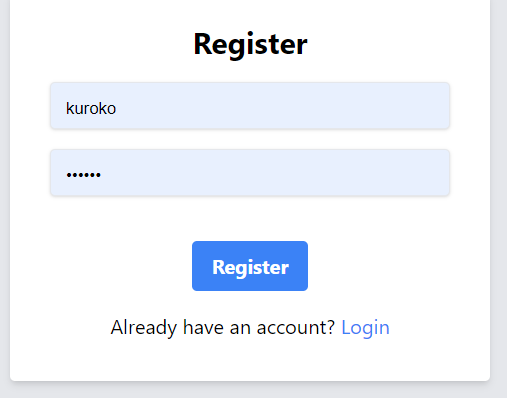 Register
kuroko
••••••
Register
Already have an account? Login